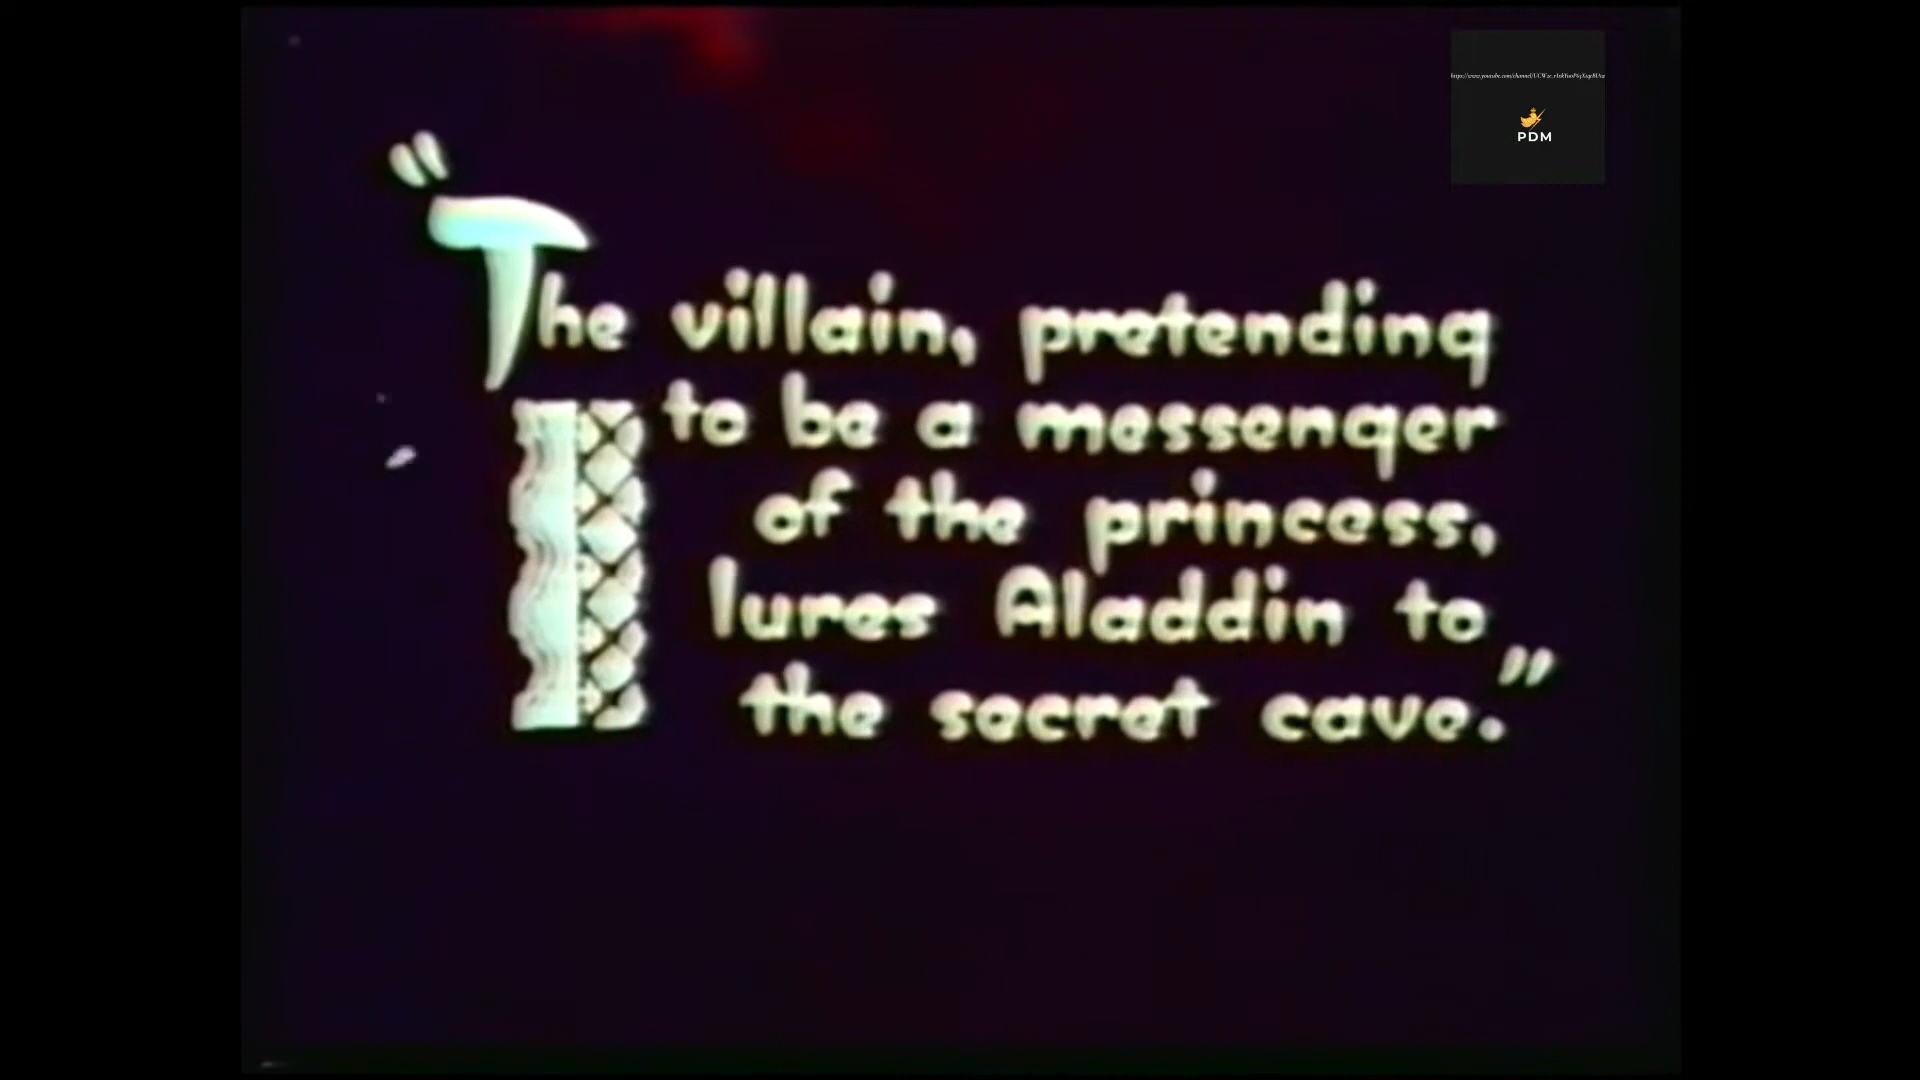 "The villain, pretending
to be a messenger
of the princess,
lures Aladdin to
the secret cave."
PDM